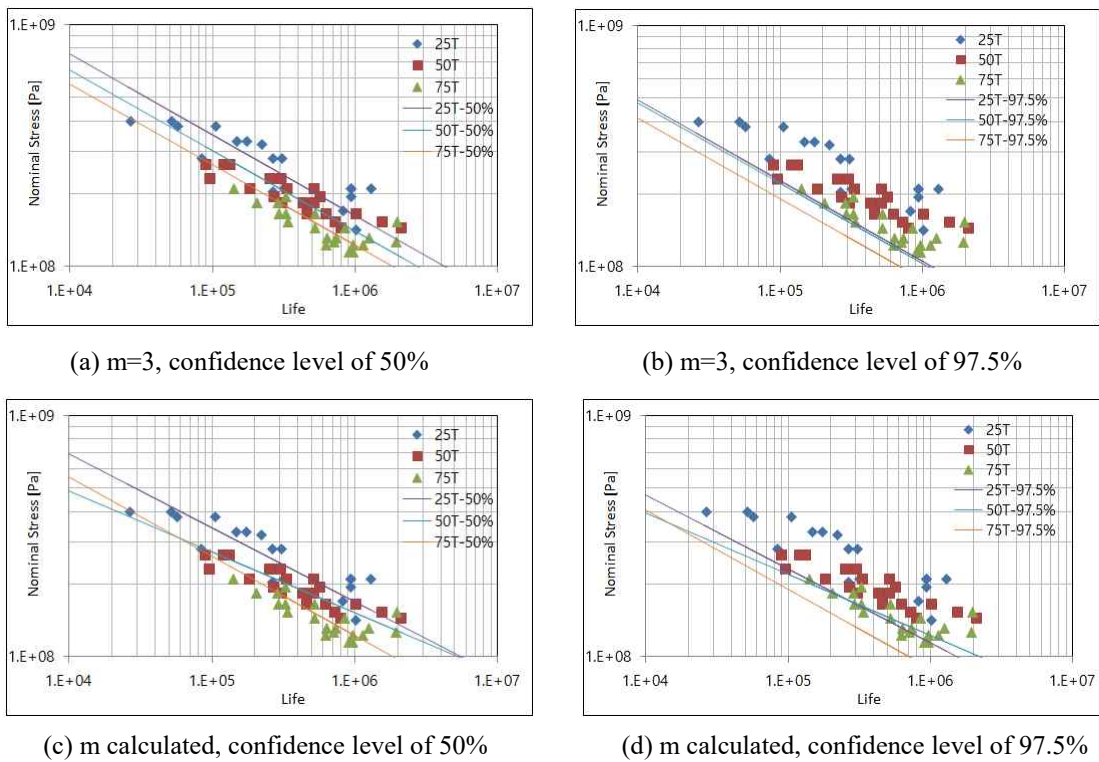 1.E+09
25T
50T
75T
25T-50%
50T-50%
75T-50%
Nominal Stress [Pa]
1.E+08
1.E+04 1.E+05 1.E+06 1.E+07
Life
(a) m=3, confidence level of 50%
1.E+09
25T
50T
75T
25T-97.5%
50T-97.5%
75T-97.5%
Nominal Stress [Pa]
1.E+08
1.E+04 1.E+05 1.E+06 1.E+07
Life
(b) m=3, confidence level of 97.5%
1.E+09
25T
50T
75T
25T-50%
50T-50%
75T-50%
Nominal Stress [Pa]
1.E+08
1.E+04 1.E+05 1.E+06 1.E+07
Life
(c) m calculated, confidence level of 50%
1.E+09
25T
50T
75T
25T-97.5%
50T-97.5%
75T-97.5%
Nominal Stress [Pa]
1.E+08
1.E+04 1.E+05 1.E+06 1.E+07
Life
(d) m calculated, confidence level of 97.5%